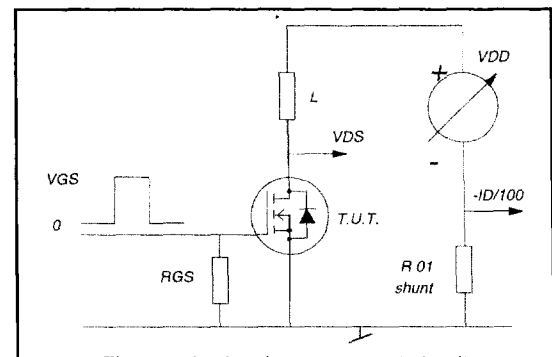 VDD
+
L
VDS
-
VGS
-ID/100
0
T.U.T.
RGS
R 01
shunt